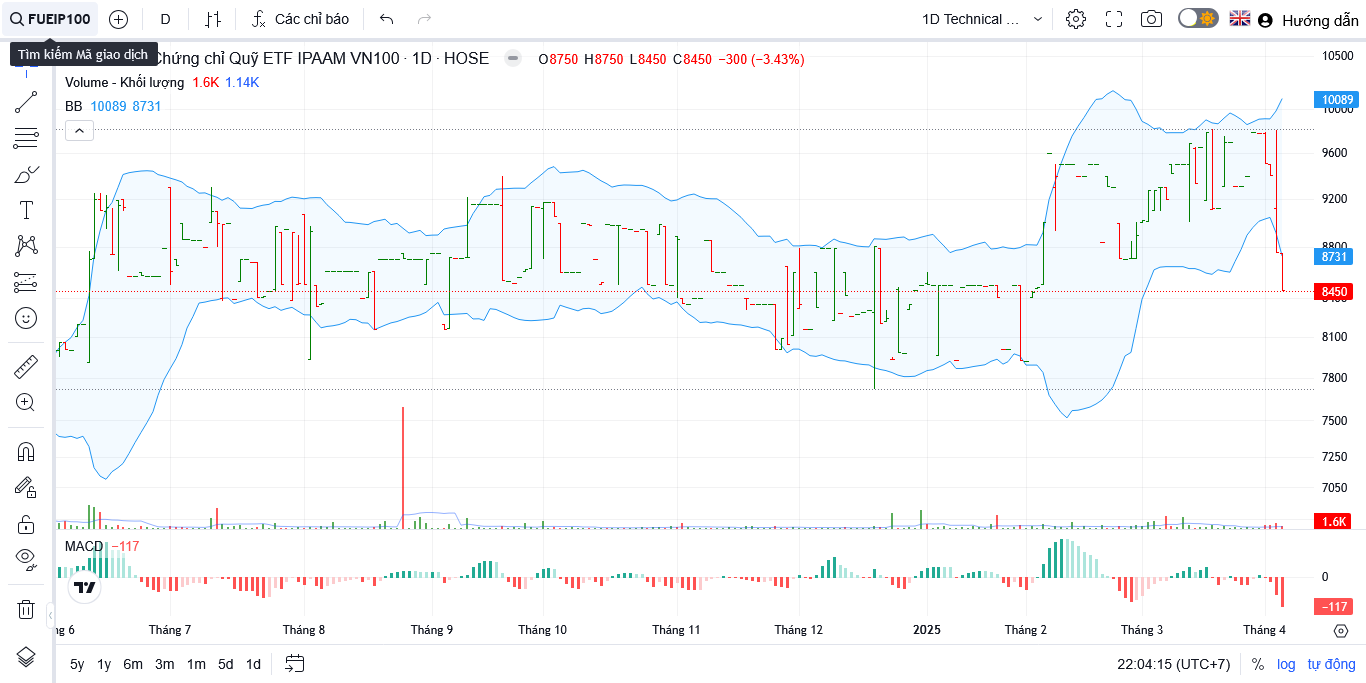 FUEIP100 D Các chỉ báo 1D Technical ... Hướng dẫn
Tìm kiếm Mã giao dịch
Chứng chỉ Quỹ ETF IPAAM VN100 · 1D · HOSE O8750 H8750 L8450 C8450 −300 (−3.43%)
Volume - Khối lượng 1.6K 1.14K
BB 10089 8731
10500
10089
9600
9200
8800
8731
8450
8100
7800
7500
7250
7050
1.6K
MACD −117
0
−117
ng 6 Tháng 7 Tháng 8 Tháng 9 Tháng 10 Tháng 11 Tháng 12 2025 Tháng 2 Tháng 3 Tháng 4
5y 1y 6m 3m 1m 5d 1d 22:04:15 (UTC+7) % log tự động